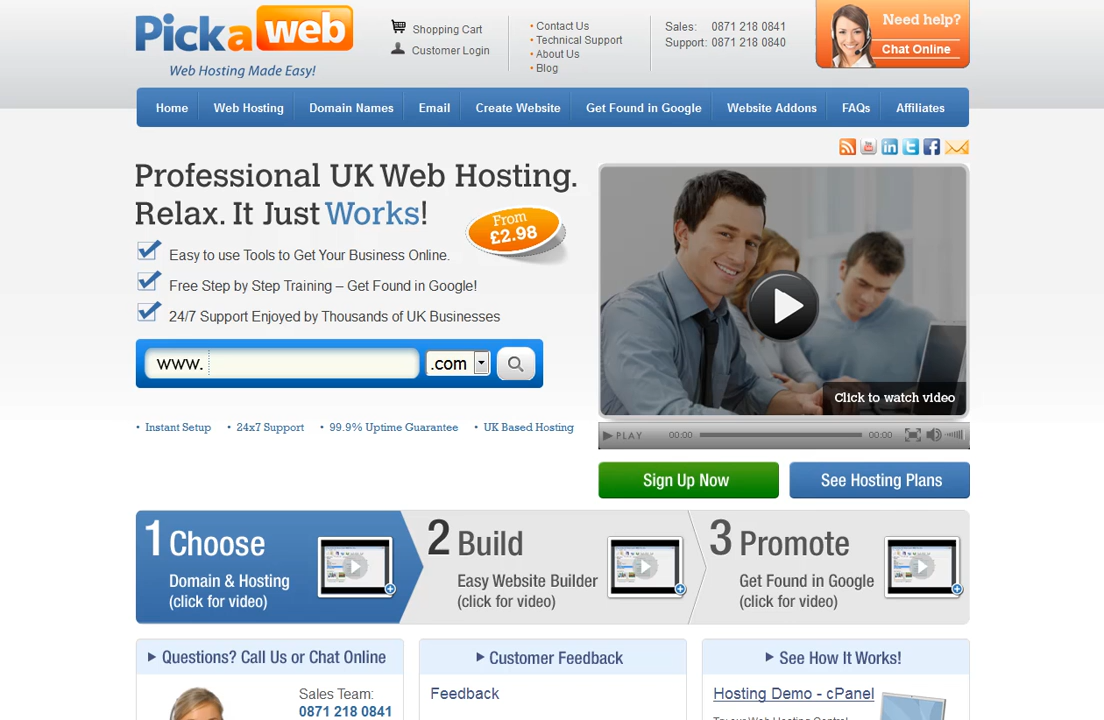 Pickaweb
Web Hosting Made Easy!
Shopping Cart
Customer Login
• Contact Us
• Technical Support
• About Us
• Blog
Sales: 0871 218 0841
Support: 0871 218 0840
Need help?
Chat Online
Home Web Hosting Domain Names Email Create Website Get Found in Google Website Addons FAQs Affiliates
Professional UK Web Hosting.
Relax. It Just Works!
From
£2.98
Easy to use Tools to Get Your Business Online.
Free Step by Step Training – Get Found in Google!
24/7 Support Enjoyed by Thousands of UK Businesses
www. .com
• Instant Setup • 24x7 Support • 99.9% Uptime Guarantee • UK Based Hosting
Click to watch video
PLAY 00:00 00:00
Sign Up Now See Hosting Plans
1 Choose
Domain & Hosting
(click for video)
2 Build
Easy Website Builder
(click for video)
3 Promote
Get Found in Google
(click for video)
Questions? Call Us or Chat Online
Sales Team:
0871 218 0841
Customer Feedback
Feedback
See How It Works!
Hosting Demo - cPanel